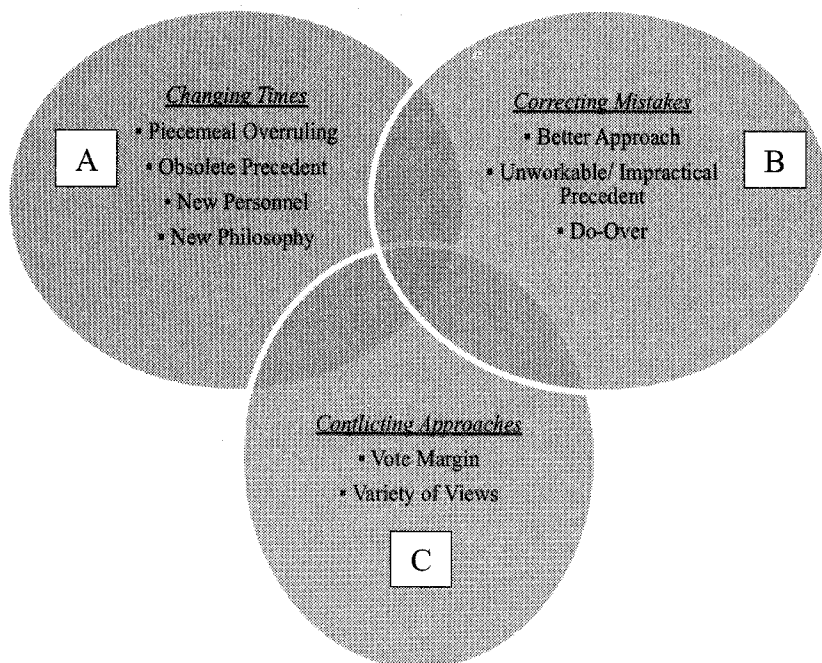 Changing Times
▪ Piecemeal Overruling
▪ Obsolete Precedent
▪ New Personnel
▪ New Philosophy
A
Correcting Mistakes
▪ Better Approach
▪ Unworkable/ Impractical
Precedent
▪ Do-Over
B
Conflicting Approaches
▪ Vote Margin
▪ Variety of Views
C